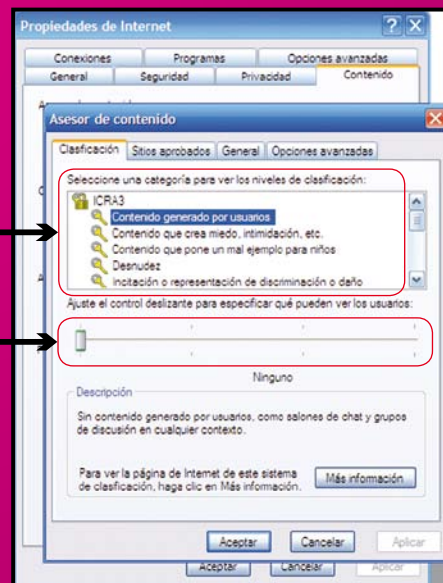 Propiedades de Internet
Conexiones Programas Opciones avanzadas
General Seguridad Privacidad Contenido
Asesor de contenido
Clasificación Sitios aprobados General Opciones avanzadas
Seleccione una categoría para ver los niveles de clasificación:
ICRA3
Contenido generado por usuarios
Contenido que crea miedo, intimidación, etc.
Contenido que pone un mal ejemplo para niños
Desnudez
Incitación o representación de discriminación o daño
Ajuste el control deslizante para especificar qué pueden ver los usuarios:
Ninguno
Descripción
Sin contenido generado por usuarios, como salones de chat y grupos
de discusión en cualquier contexto.
Para ver la página de Internet de este sistema
de clasificación, haga clic en Más información.
Más información
Aceptar Cancelar Aplicar
Aceptar Cancelar Aplicar